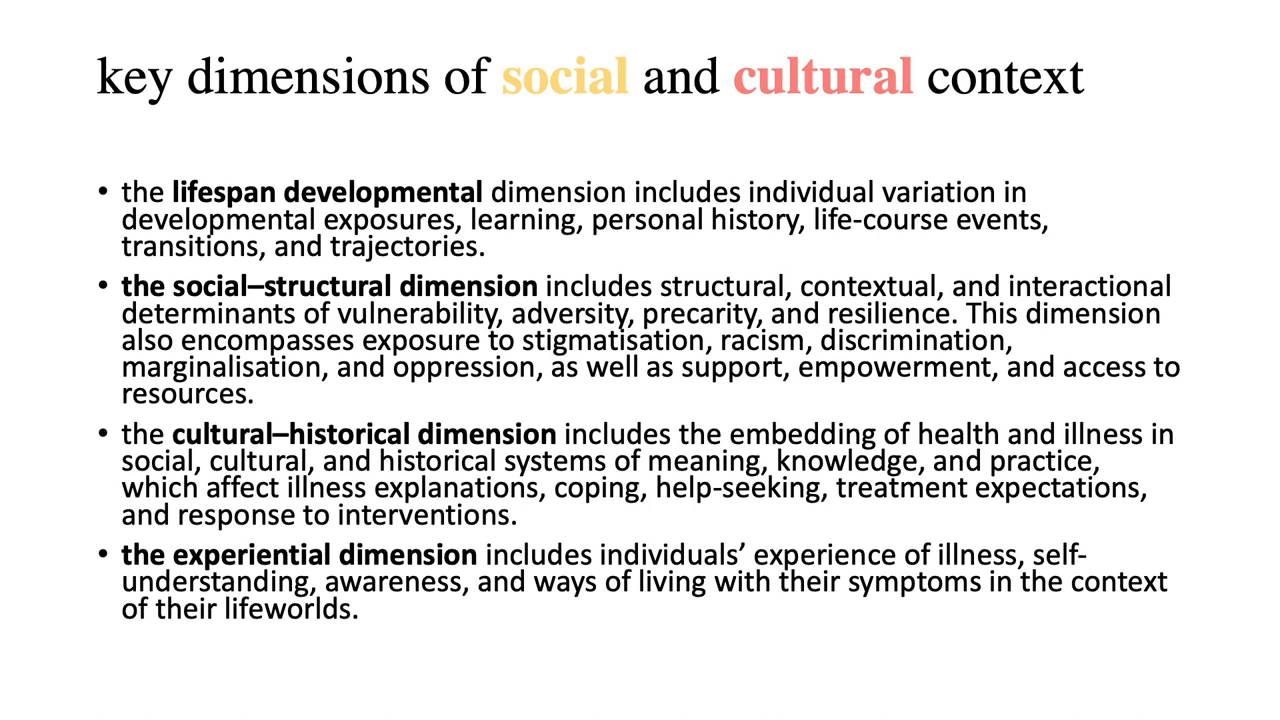 key dimensions of social and cultural context
• the lifespan developmental dimension includes individual variation in
developmental exposures, learning, personal history, life-course events,
transitions, and trajectories.
• the social–structural dimension includes structural, contextual, and interactional
determinants of vulnerability, adversity, precarity, and resilience. This dimension
also encompasses exposure to stigmatisation, racism, discrimination,
marginalisation, and oppression, as well as support, empowerment, and access to
resources.
• the cultural–historical dimension includes the embedding of health and illness in
social, cultural, and historical systems of meaning, knowledge, and practice,
which affect illness explanations, coping, help-seeking, treatment expectations,
and response to interventions.
• the experiential dimension includes individuals’ experience of illness, self-
understanding, awareness, and ways of living with their symptoms in the context
of their lifeworlds.